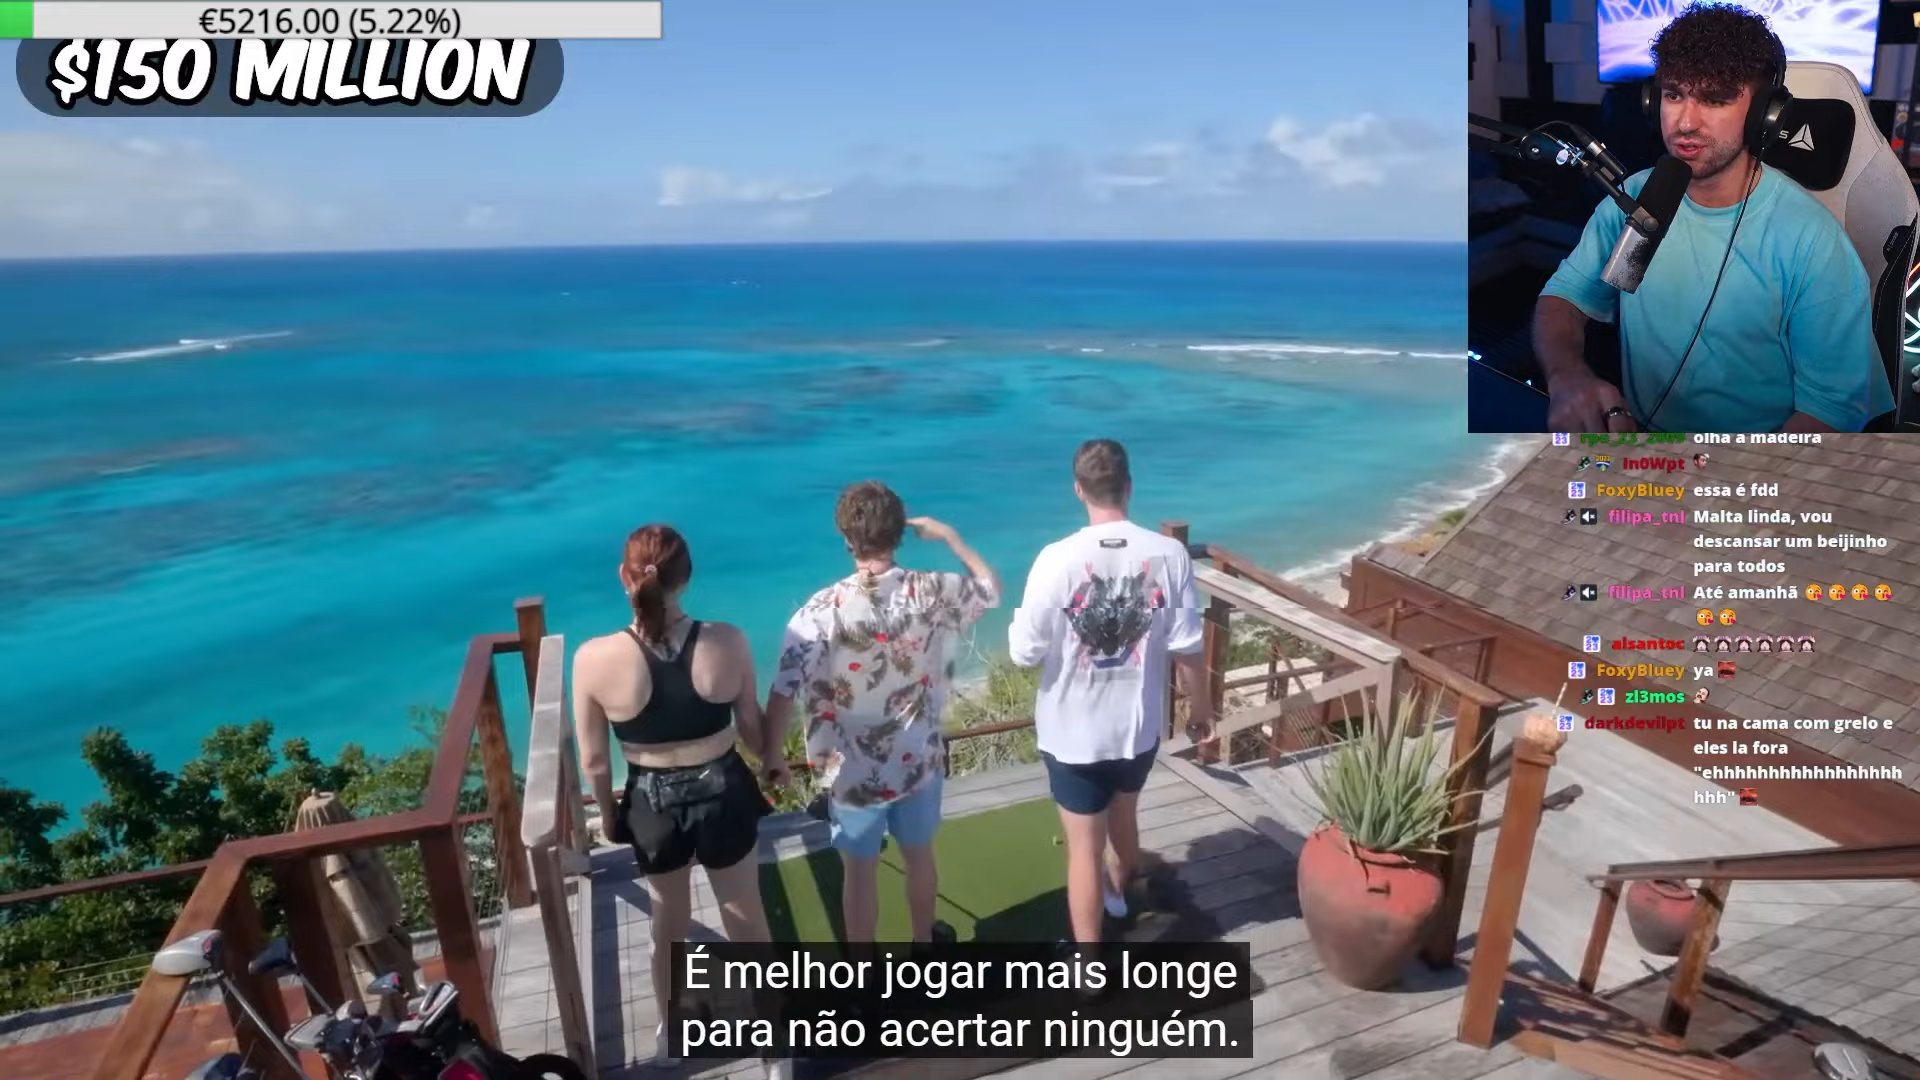 €5216.00 (5.22%)
$150 MILLION
olha a madeira
In0Wpt
FoxyBluey essa é fdd
filipa_tnl Malta linda, vou
descansar um beijinho
para todos
filipa_tnl Até amanhã
alsantoc
FoxyBluey ya
zl3mos
darkdevilpt tu na cama com grelo e
eles la fora
"ehhhhhhhhhhhhhhhhh
hhh"
É melhor jogar mais longe
para não acertar ninguém.